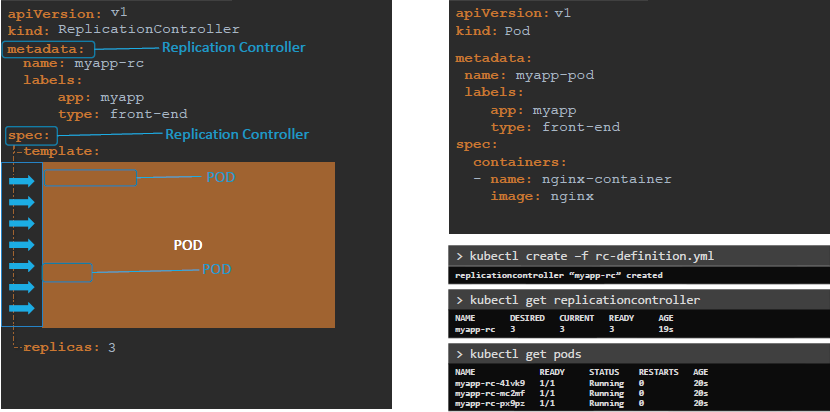 apiVersion: v1
kind: ReplicationController
metadata: Replication Controller
name: myapp-rc
labels:
app: myapp
type: front-end
spec: Replication Controller
template:
POD
POD
POD
replicas: 3
apiVersion: v1
kind: Pod
metadata:
name: myapp-pod
labels:
app: myapp
type: front-end
spec:
containers:
- name: nginx-container
image: nginx
> kubectl create –f rc-definition.yml
replicationcontroller “myapp-rc” created
> kubectl get replicationcontroller
NAME DESIRED CURRENT READY AGE
myapp-rc 3 3 3 19s
> kubectl get pods
NAME READY STATUS RESTARTS AGE
myapp-rc-4lvk9 1/1 Running 0 20s
myapp-rc-mc2mf 1/1 Running 0 20s
myapp-rc-px9pz 1/1 Running 0 20s